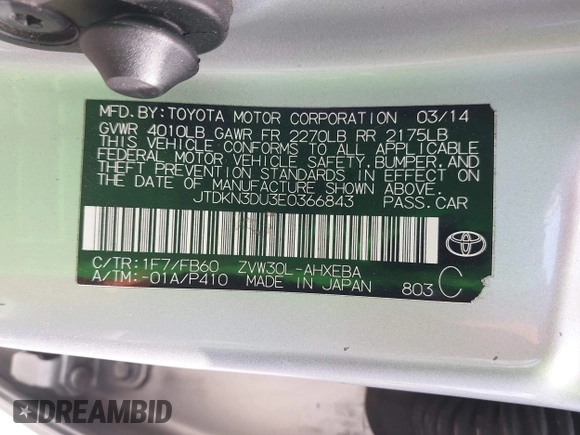 MFD.BY:TOYOTA MOTOR CORPORATION 03/14
GVWR 4010LB GAWR FR 2270LB RR 2175LB
THIS VEHICLE CONFORMS TO ALL APPLICABLE
FEDERAL MOTOR VEHICLE SAFETY,BUMPER,AND
THEFT PREVENTION STANDARDS IN EFFECT ON
THE DATE OF MANUFACTURE SHOWN ABOVE.
JTDKN3DU3E0366843 PASS.CAR
C/TR:1F7/FB60 ZVW30L-AHXEBA
A/TM:-01A/P410 MADE IN JAPAN 803 C
TOYOTA
DREAMBID